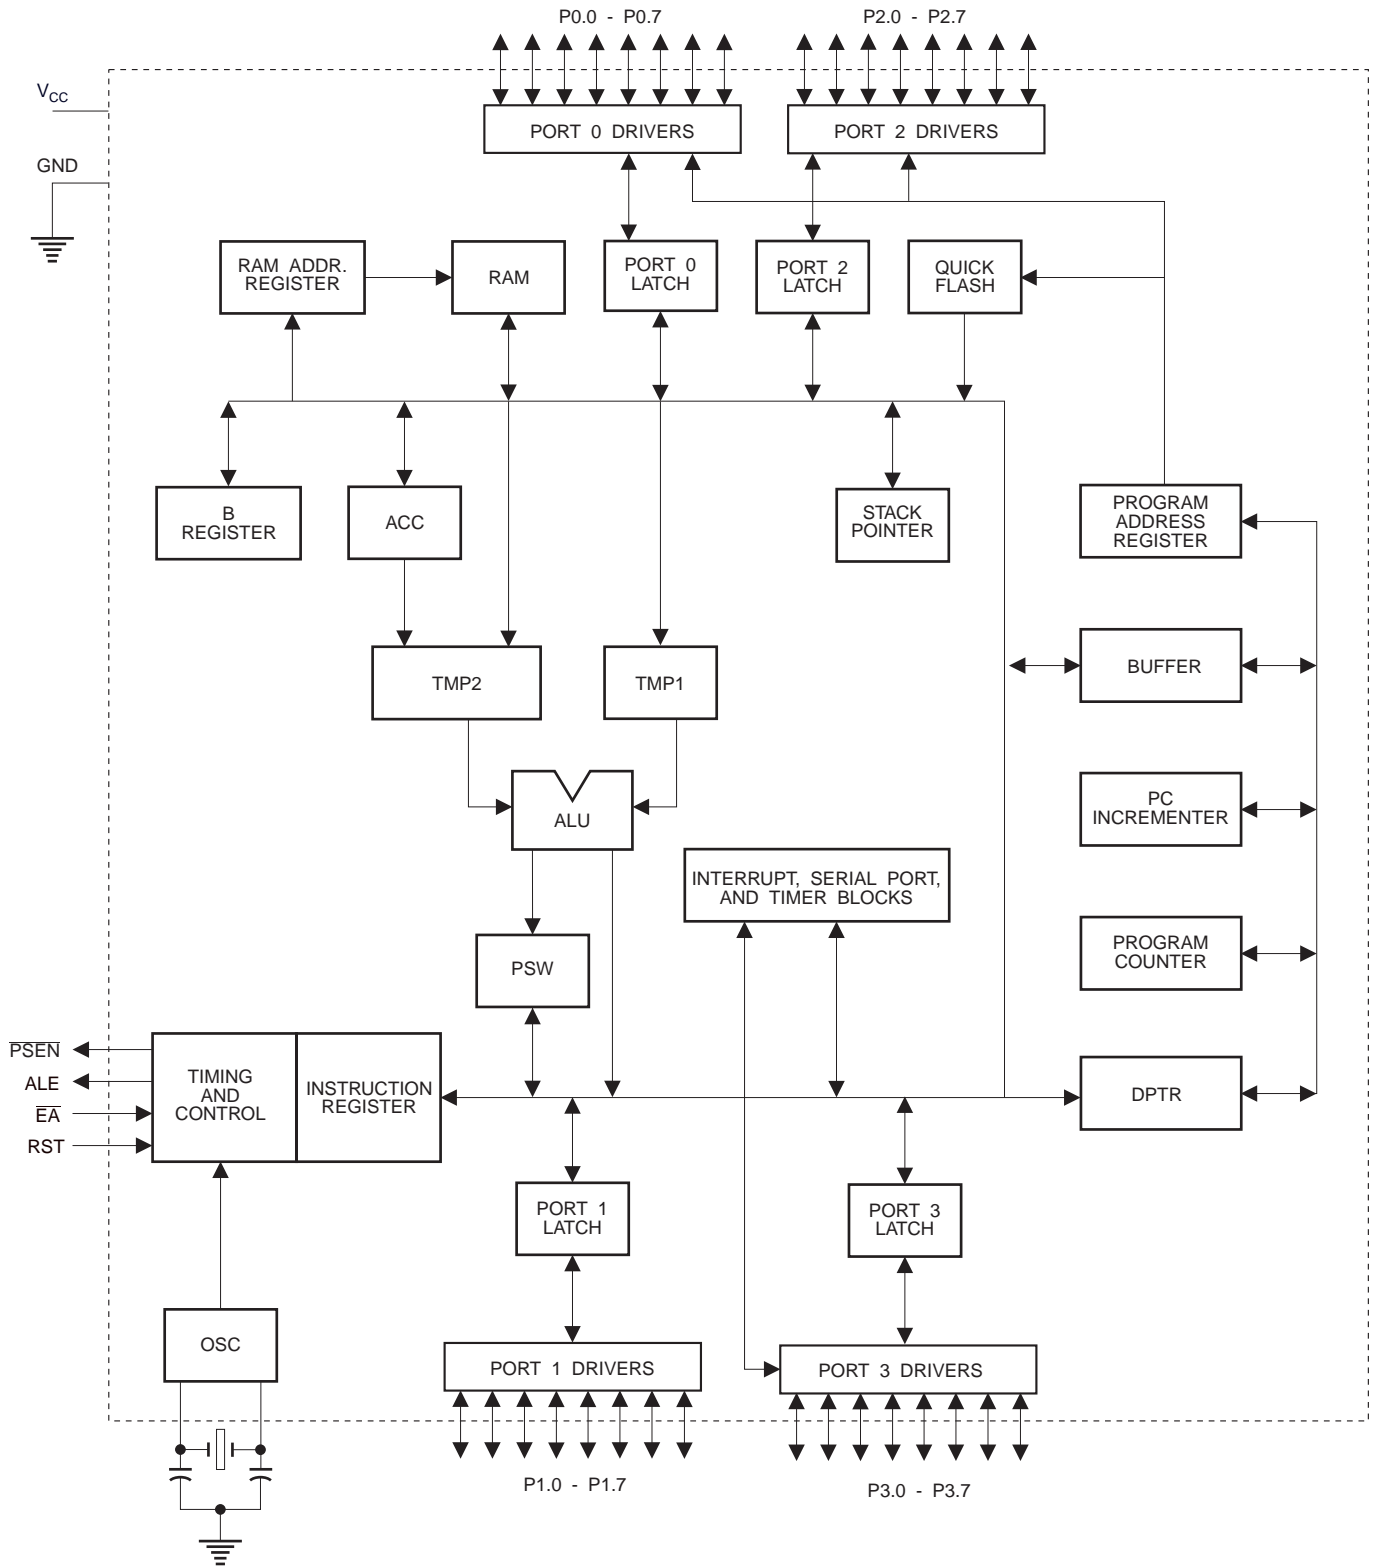 P0.0 - P0.7
P2.0 - P2.7
VCC
PORT 0 DRIVERS
PORT 2 DRIVERS
GND
RAM ADDR.
REGISTER
RAM
PORT 0
LATCH
PORT 2
LATCH
QUICK
FLASH
B
REGISTER
ACC
STACK
POINTER
PROGRAM
ADDRESS
REGISTER
TMP2
TMP1
BUFFER
ALU
PC
INCREMENTER
INTERRUPT, SERIAL PORT,
AND TIMER BLOCKS
PSW
PROGRAM
COUNTER
PSEN
ALE
EA
RST
TIMING
AND
CONTROL
INSTRUCTION
REGISTER
DPTR
PORT 1
LATCH
PORT 3
LATCH
OSC
PORT 1 DRIVERS
PORT 3 DRIVERS
P1.0 - P1.7
P3.0 - P3.7